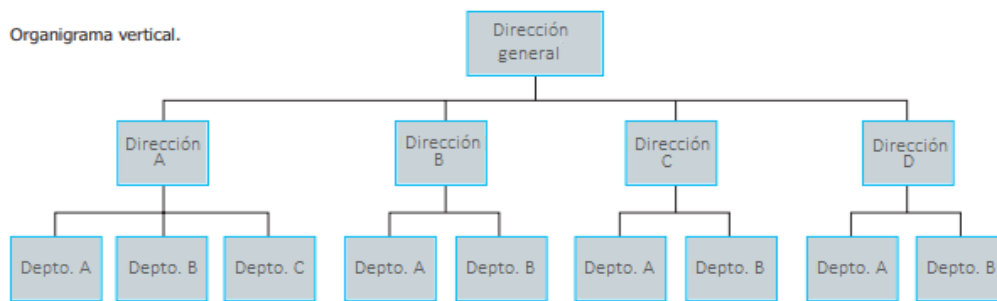 Organigrama vertical.
Dirección
general
Dirección
A
Dirección
B
Dirección
C
Dirección
D
Depto. A
Depto. B
Depto. C
Depto. A
Depto. B
Depto. A
Depto. B
Depto. A
Depto. B